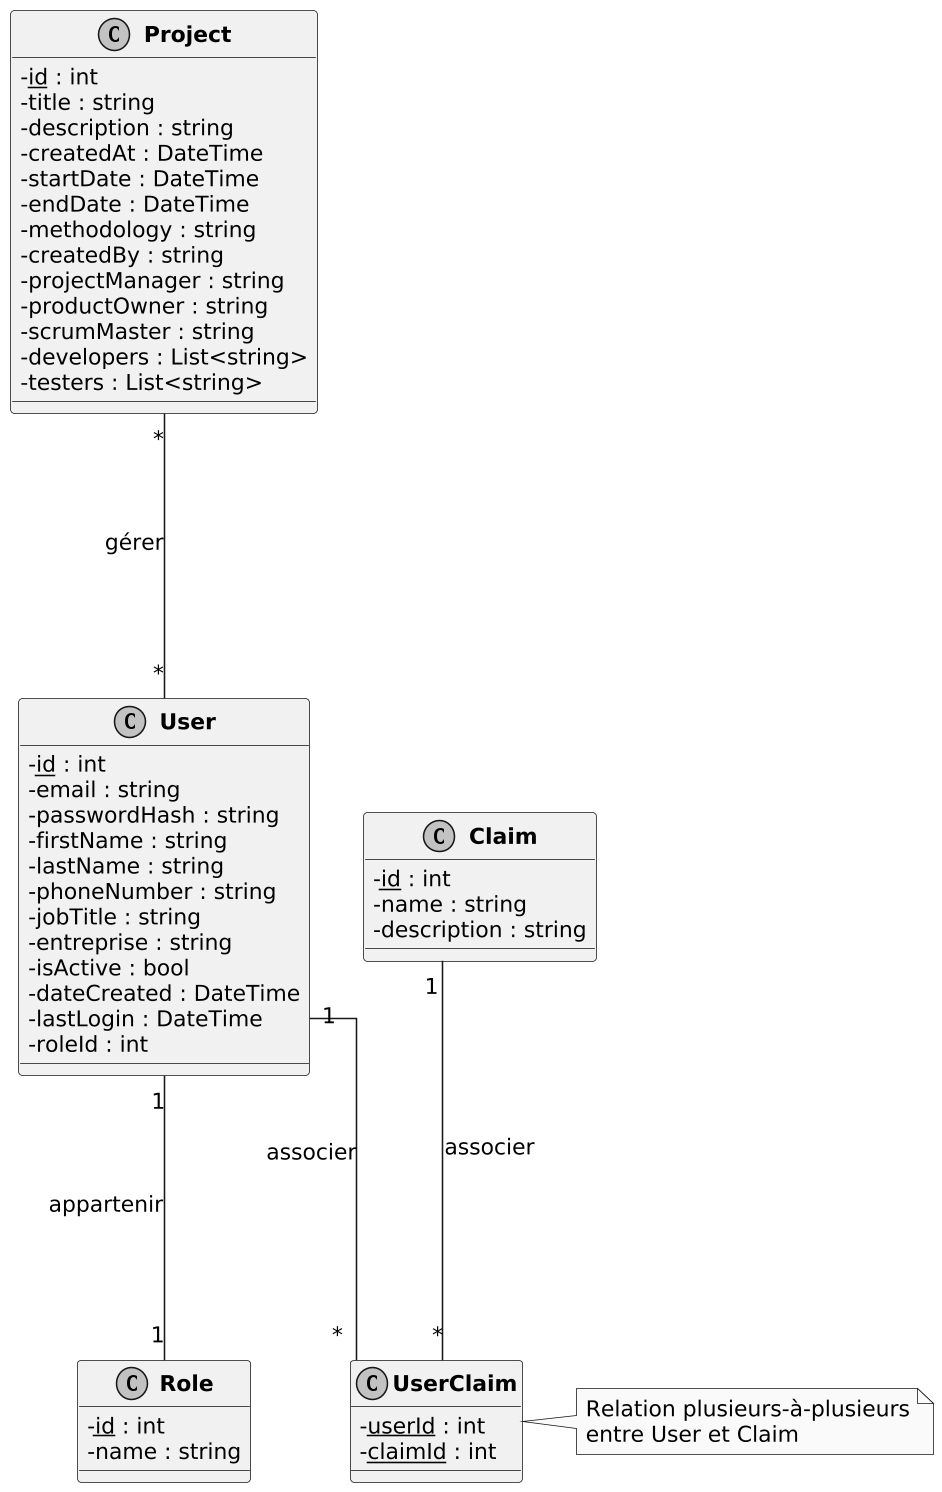 C Project
-id : int
-title : string
-description : string
-createdAt : DateTime
-startDate : DateTime
-endDate : DateTime
-methodology : string
-createdBy : string
-projectManager : string
-productOwner : string
-scrumMaster : string
-developers : List<string>
-testers : List<string>
*
gérer
*
C User
-id : int
-email : string
-passwordHash : string
-firstName : string
-lastName : string
-phoneNumber : string
-jobTitle : string
-entreprise : string
-isActive : bool
-dateCreated : DateTime
-lastLogin : DateTime
-roleId : int
C Claim
-id : int
-name : string
-description : string
1
1
1
appartenir
associer
associer
1
*
*
C Role
-id : int
-name : string
C UserClaim
-userId : int
-claimId : int
Relation plusieurs-à-plusieurs
entre User et Claim